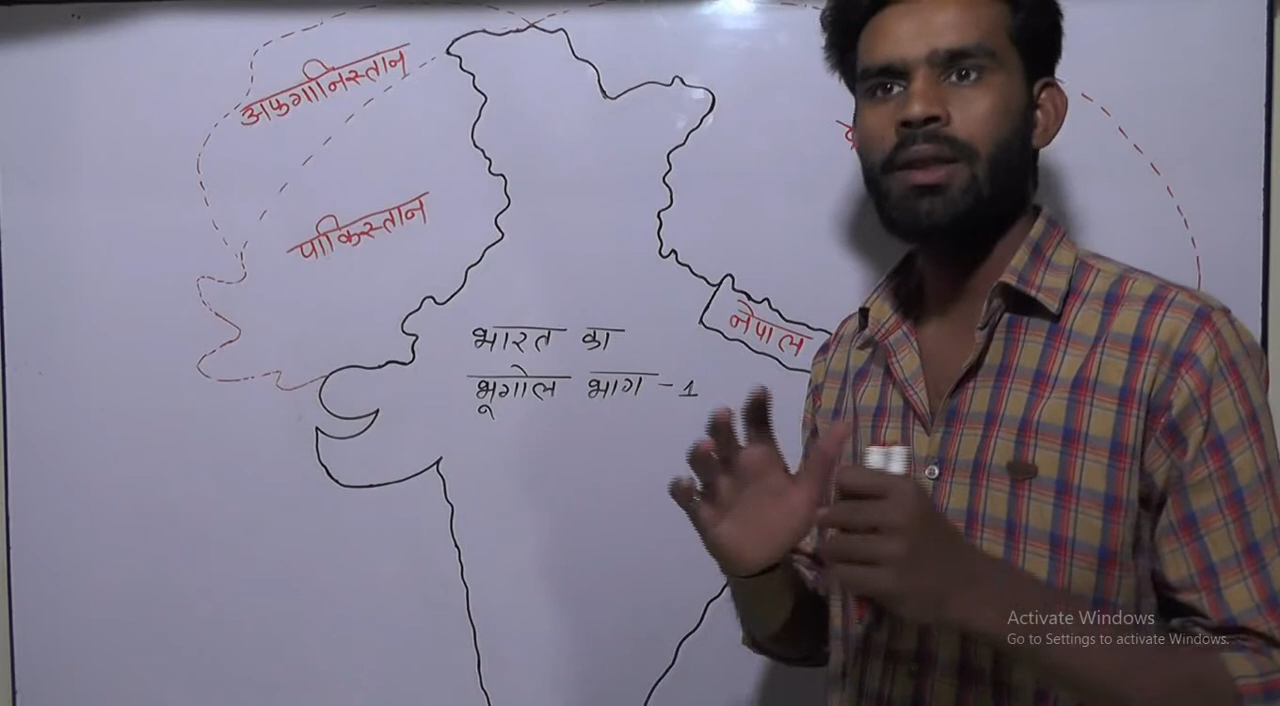 अफगानिस्तान
पाकिस्तान
नेपाल
भारत का
भूगोल भाग - 1
Activate Windows
Go to Settings to activate Windows.